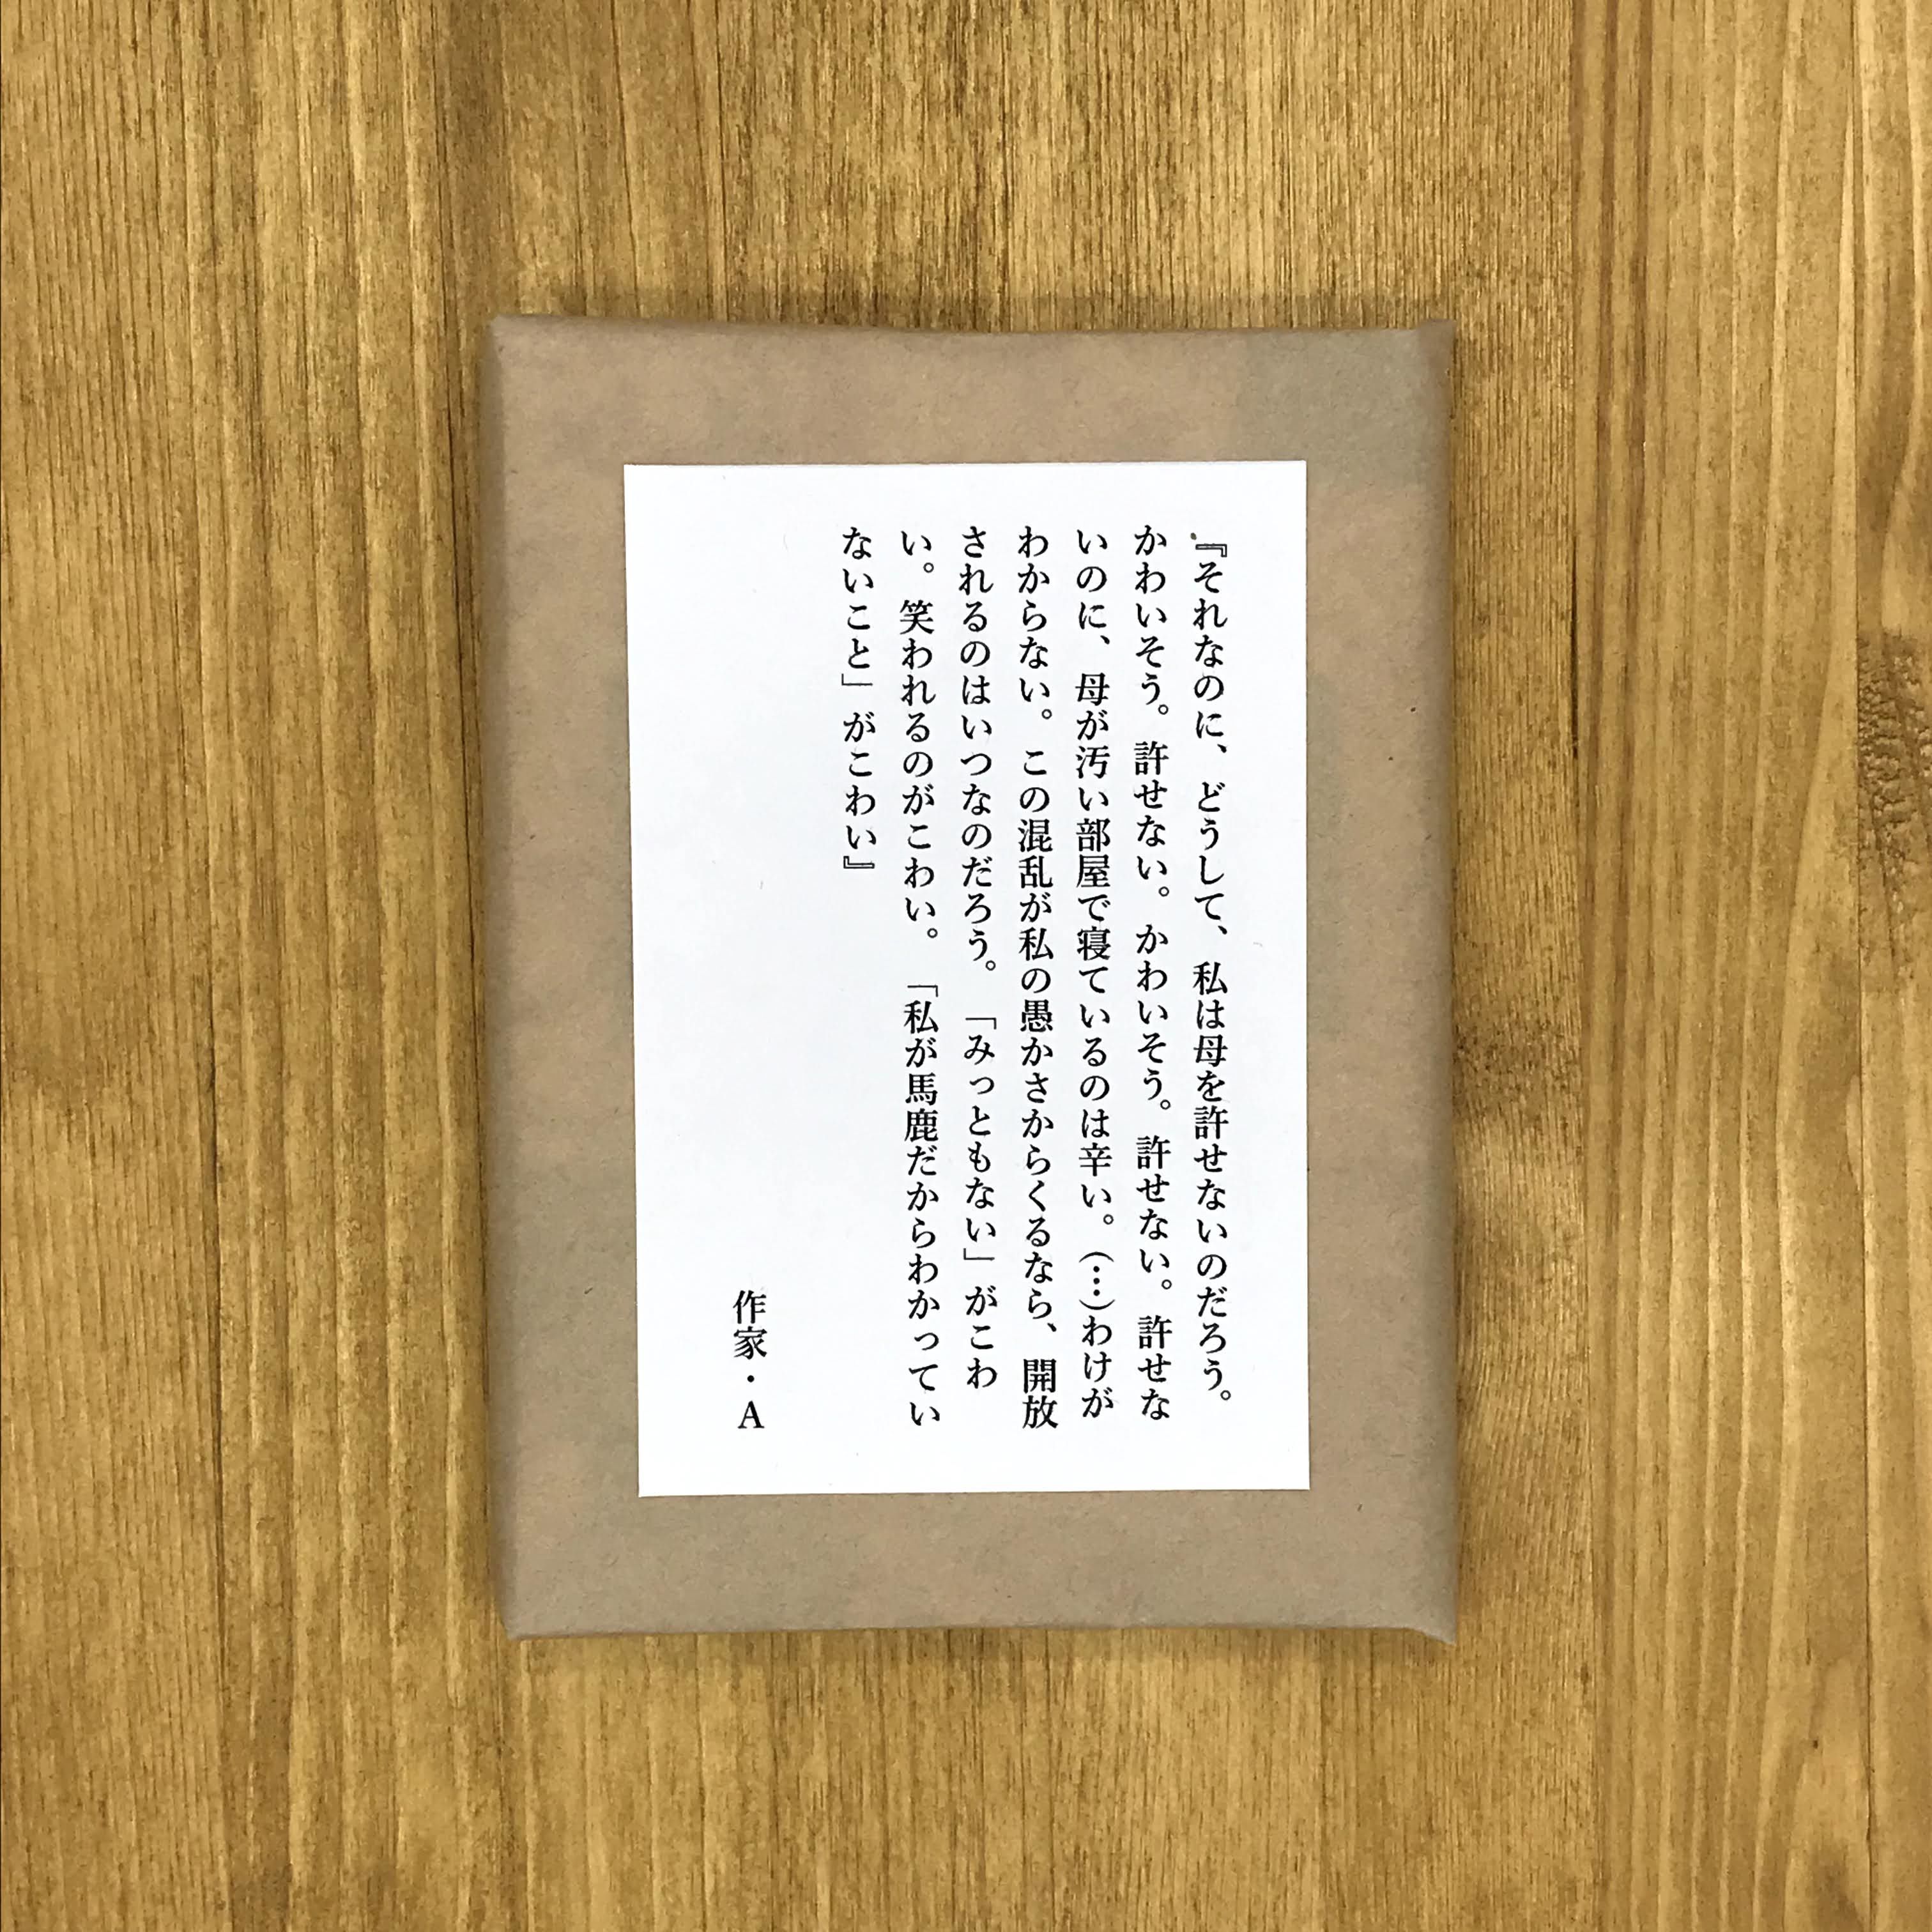 『それなのに、どうして、私は母を許せないのだろう。
かわいそう。許せない。かわいそう。許せない。許せな
いのに、母が汚い部屋で寝ているのは辛い。(…)わけが
わからない。この混乱が私の愚かさからくるなら、開放
されるのはいつなのだろう。「みっともない」がこわ
い。笑われるのがこわい。「私が馬鹿だからわかってい
ないこと」がこわい』
作家・A